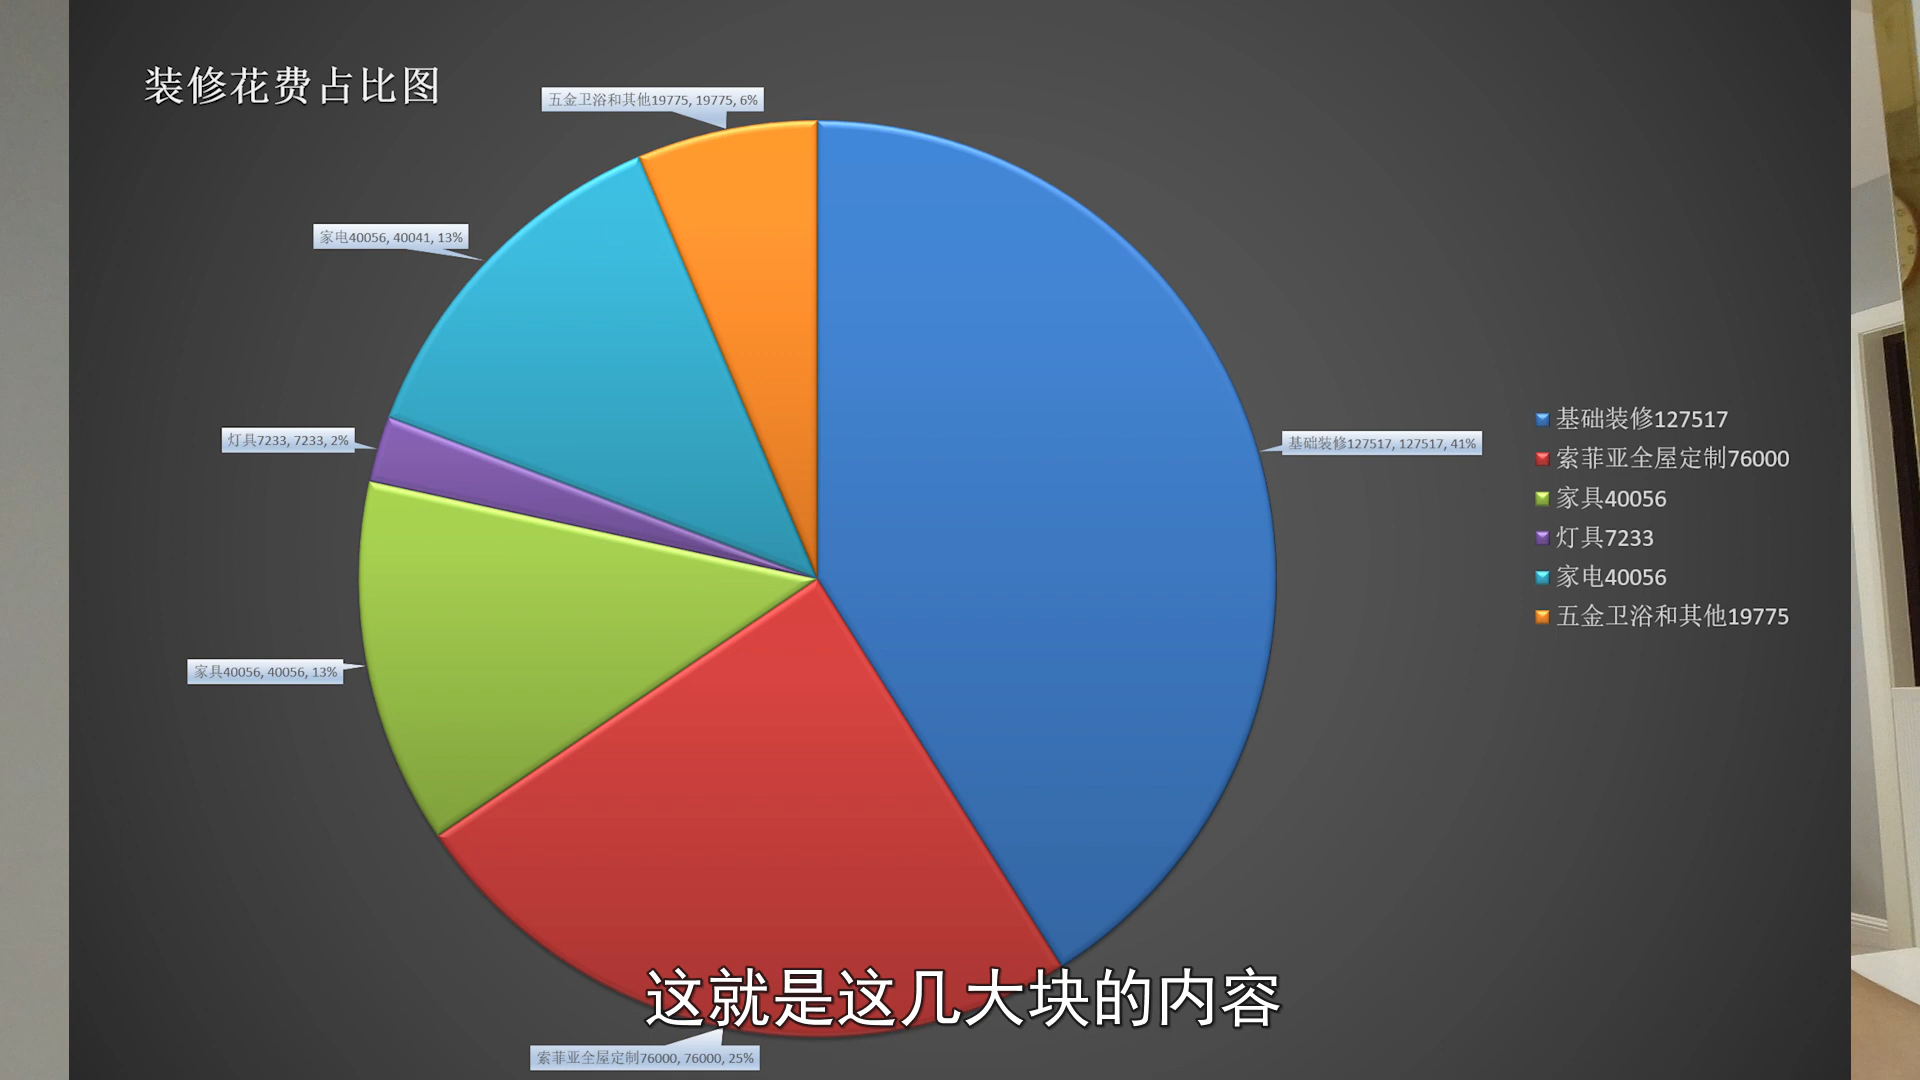 装修花费占比图
五金卫浴和其他19775, 19775, 6%
家电40056, 40041, 13%
灯具7233, 7233, 2%
基础装修127517, 127517, 41%
家具40056, 40056, 13%
索菲亚全屋定制76000, 76000, 25%
基础装修127517
索菲亚全屋定制76000
家具40056
灯具7233
家电40056
五金卫浴和其他19775
这就是这几大块的内容